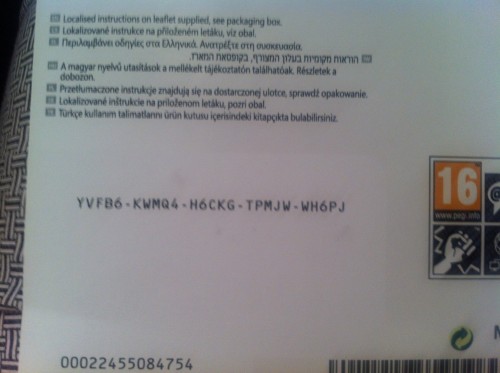 Localised instructions on leaflet supplied, see packaging box.
Lokalizované instrukce na přiloženém letáku, viz obal.
Περιλαμβάνει οδηγίες στα Ελληνικά. Ανατρέξτε στη συσκευασία.
הוראות מקומיות בעלון המצורף, בקופסאת המארז.
A magyar nyelvű utasítások a mellékelt tájékoztatón találhatóak. Részletek a
dobozon.
Przetłumaczone instrukcje znajdują się na dostarczonej ulotce, sprawdź opakowanie.
Lokalizované inštrukcie na priloženom letáku, pozri obal.
Türkçe kullanım talimatlarını ürün kutusu içerisindeki kitapçıkta bulabilirsiniz.
YVFB6-KWMQ4-H6CKG-TPMJW-WH6PJ
16
www.pegi.info
00022455084754